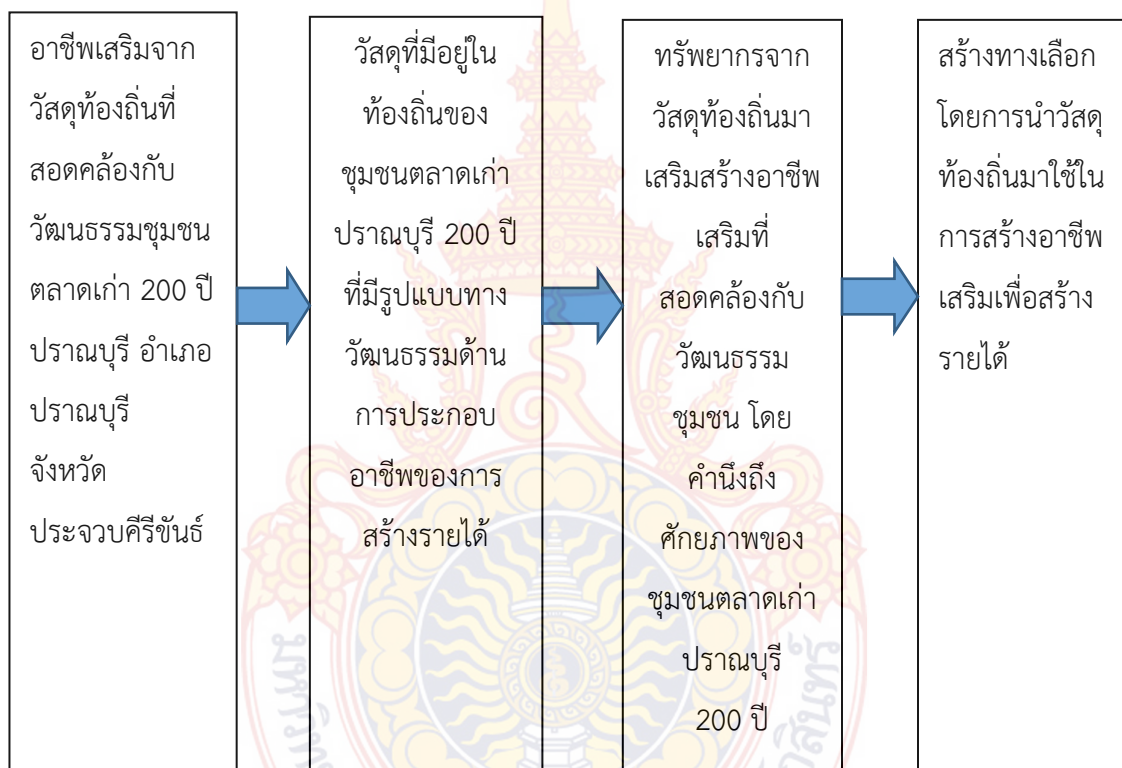 อาชีพเสริมจาก
วัสดุท้องถิ่นที่
สอดคล้องกับ
วัฒนธรรมชุมชน
ตลาดเก่า 200 ปี
ปราณบุรี อำเภอ
ปราณบุรี
จังหวัด
ประจวบคีรีขันธ์
วัสดุที่มีอยู่ใน
ท้องถิ่นของ
ชุมชนตลาดเก่า
ปราณบุรี 200 ปี
ที่มีรูปแบบทาง
วัฒนธรรมด้าน
การประกอบ
อาชีพของการ
สร้างรายได้
ทรัพยากรจาก
วัสดุท้องถิ่นมา
เสริมสร้างอาชีพ
เสริมที่
สอดคล้องกับ
วัฒนธรรม
ชุมชน โดย
คำนึงถึง
ศักยภาพของ
ชุมชนตลาดเก่า
ปราณบุรี
200 ปี
สร้างทางเลือก
โดยการนำวัสดุ
ท้องถิ่นมาใช้ใน
การสร้างอาชีพ
เสริมเพื่อสร้าง
รายได้